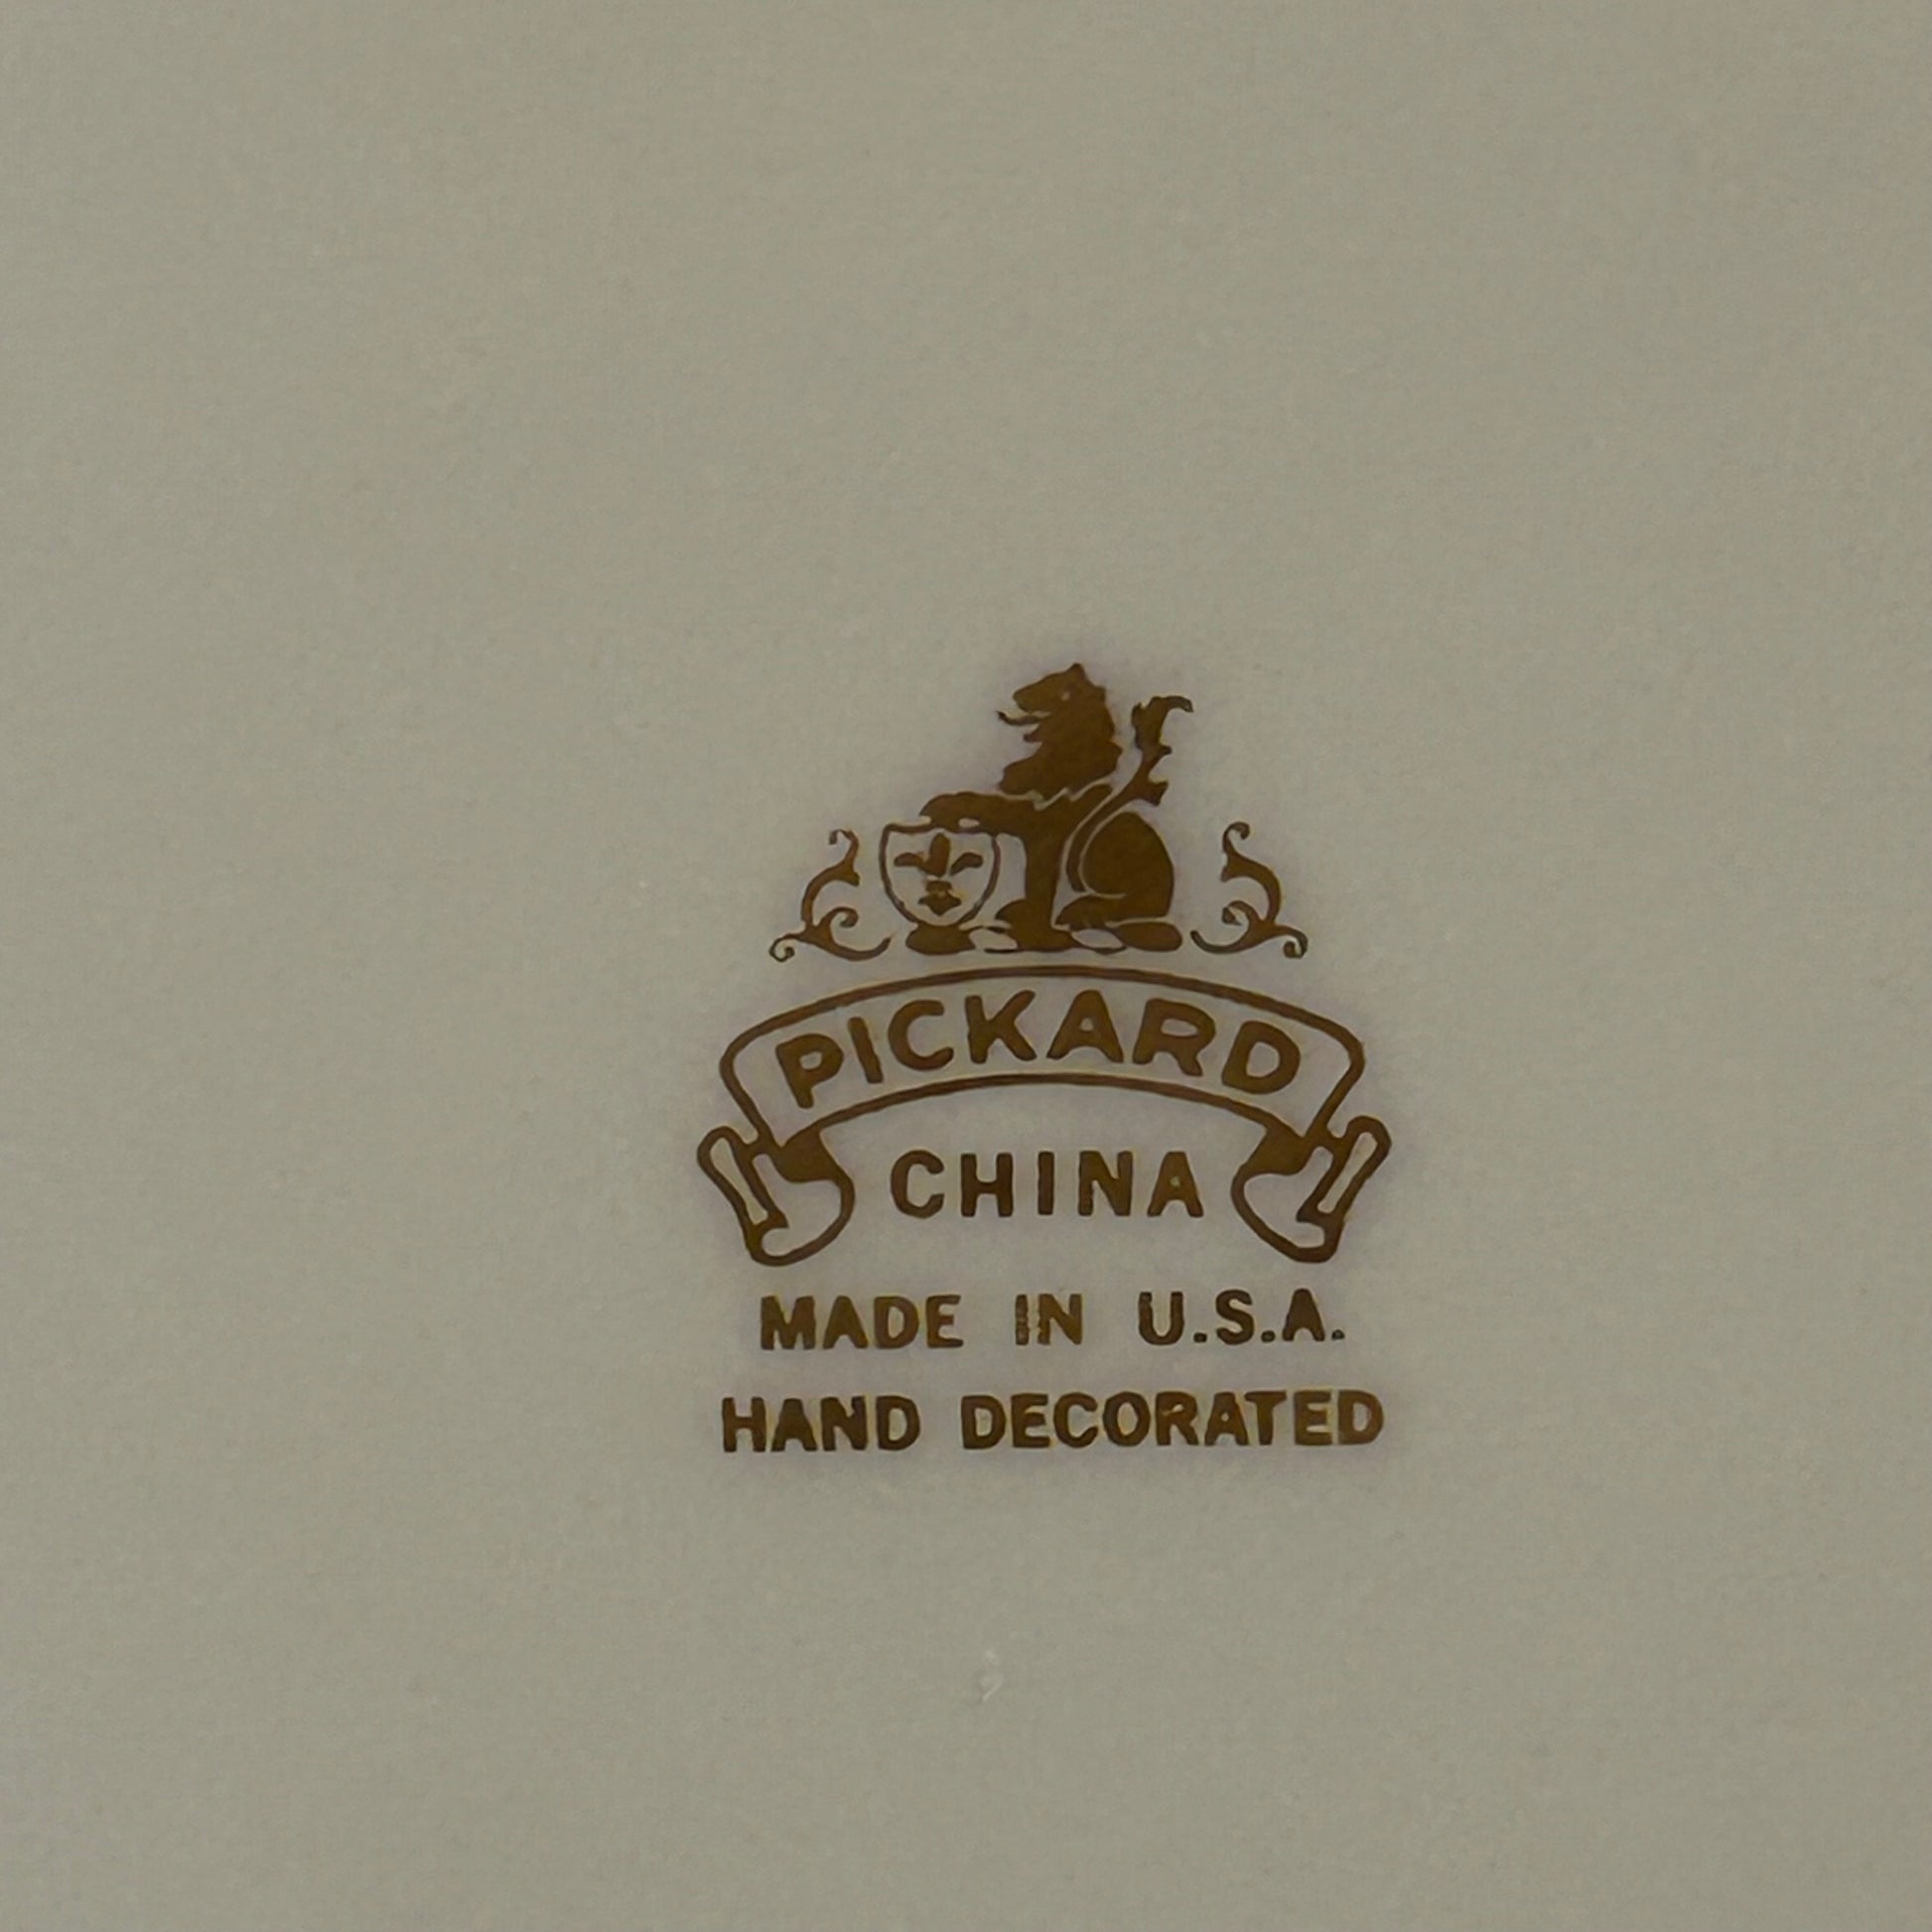 PICKARD
CHINA
MADE IN U.S.A.
HAND DECORATED